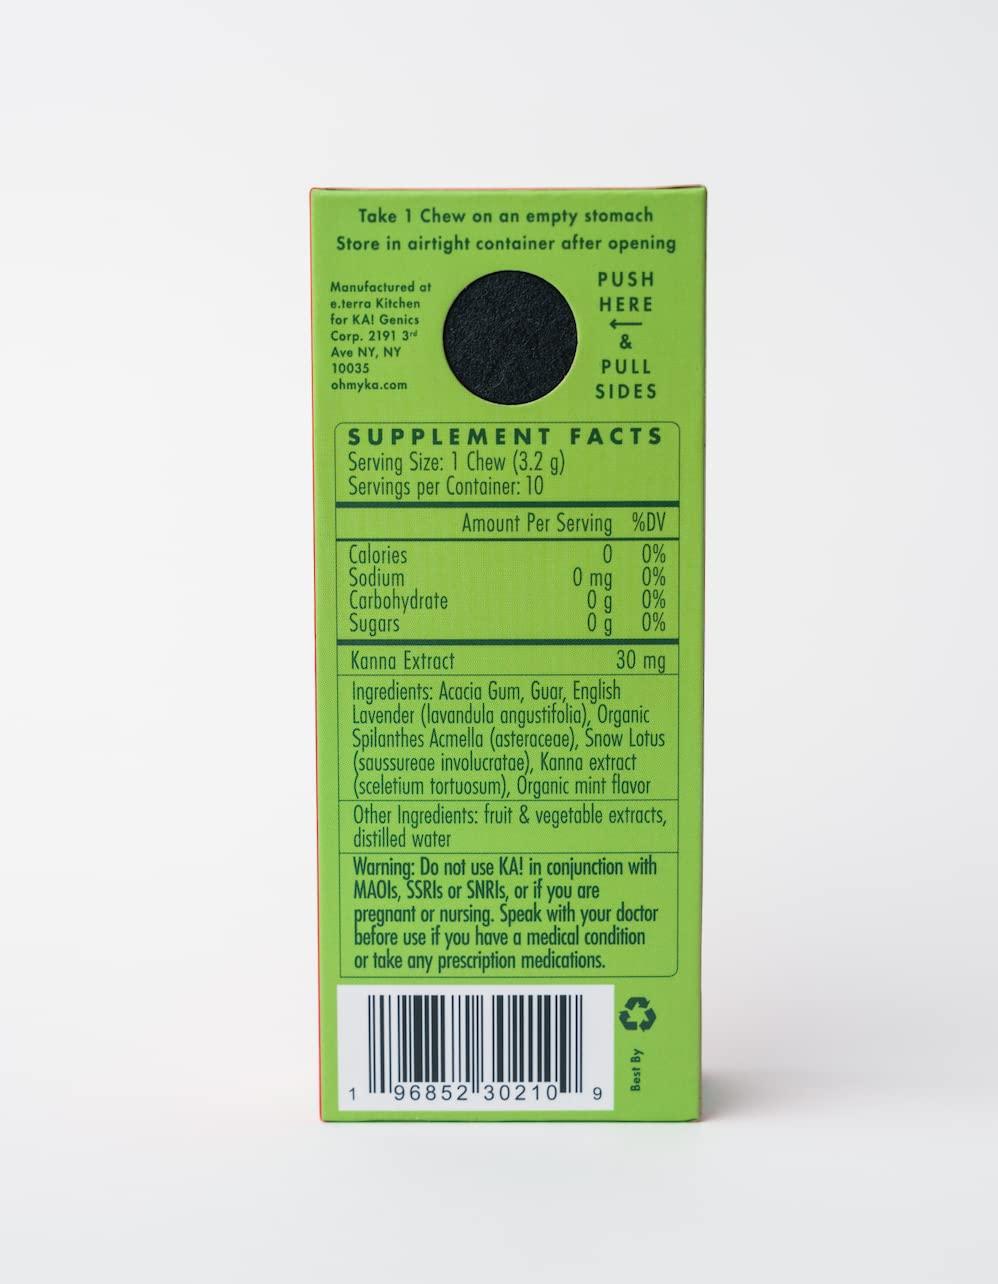 Take 1 Chew on an empty stomach
Store in airtight container after opening
Manufactured at
e.terra Kitchen
for KA! Genics
Corp. 2191 3rd
Ave NY, NY
10035
ohmyka.com
PUSH
HERE
←
&
PULL
SIDES
SUPPLEMENT FACTS
Serving Size: 1 Chew (3.2 g)
Servings per Container: 10
Amount Per Serving %DV
Calories 0 0%
Sodium 0 mg 0%
Carbohydrate 0 g 0%
Sugars 0 g 0%
Kanna Extract 30 mg
Ingredients: Acacia Gum, Guar, English
Lavender (lavandula angustifolia), Organic
Spilanthes Acmella (asteraceae), Snow Lotus
(saussureae involucratae), Kanna extract
(sceletium tortuosum), Organic mint flavor
Other Ingredients: fruit & vegetable extracts,
distilled water
Warning: Do not use KA! in conjunction with
MAOIs, SSRIs or SNRIs, or if you are
pregnant or nursing. Speak with your doctor
before use if you have a medical condition
or take any prescription medications.
1 96852 30210 9
Best By